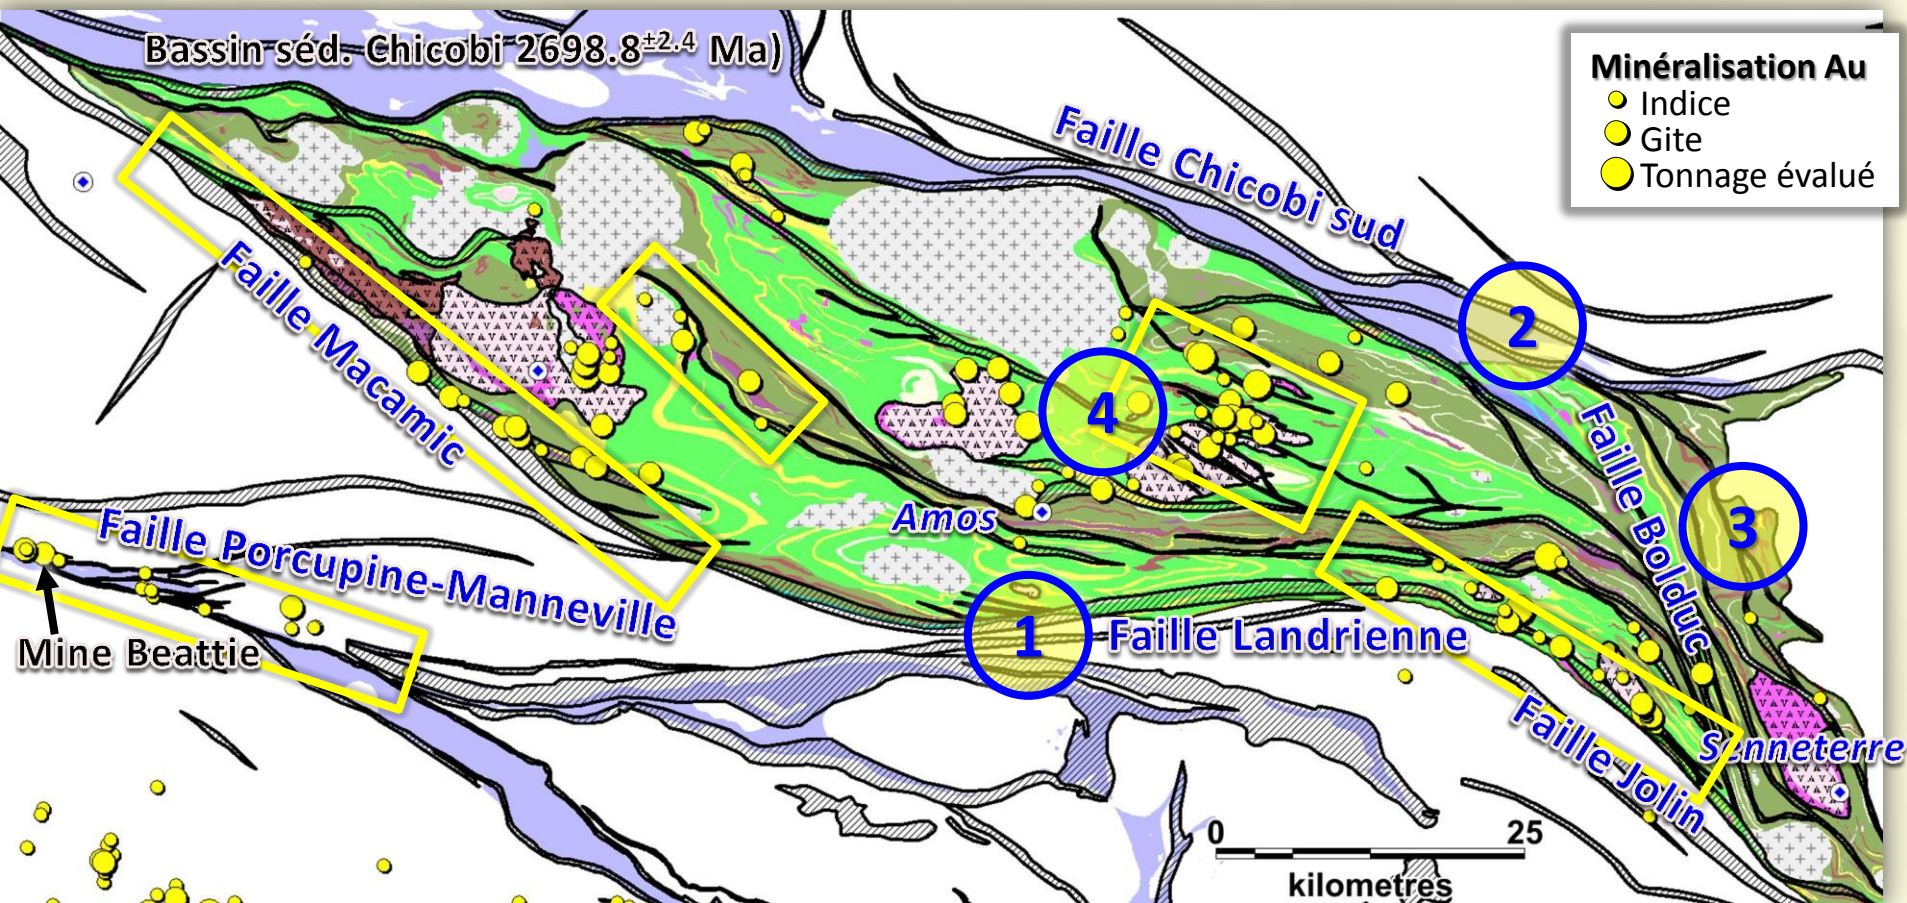 Bassin séd. Chicobi 2698.8±2.4 Ma)
Minéralisation Au
Indice
Gite
Tonnage évalué
Faille Chicobi sud
Faille Macamic
2
4
Faille Bolduc
3
Amos
Faille Porcupine-Manneville
Mine Beattie
1
Faille Landrienne
Faille Jolin
Senneterre
0 25
kilometres